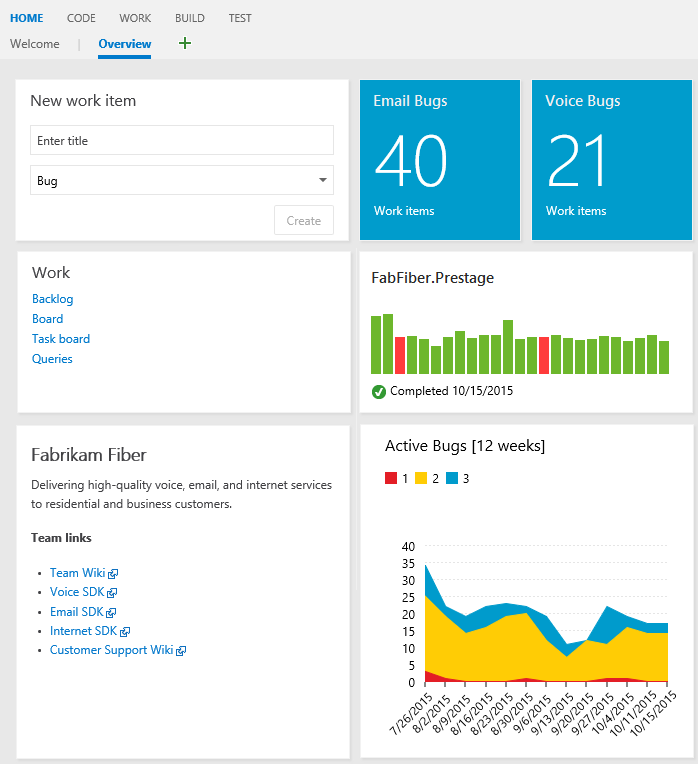 HOME CODE WORK BUILD TEST
Welcome | Overview
New work item
Enter title
Bug
Create
Email Bugs
40
Work items
Voice Bugs
21
Work items
Work
Backlog
Board
Task board
Queries
FabFiber.Prestage
Completed 10/15/2015
Fabrikam Fiber
Delivering high-quality voice, email, and internet services
to residential and business customers.
Team links
• Team Wiki
• Voice SDK
• Email SDK
• Internet SDK
• Customer Support Wiki
Active Bugs [12 weeks]
1 2 3
40
35
30
25
20
15
10
5
0
7/26/2015
8/2/2015
8/9/2015
8/16/2015
8/23/2015
8/30/2015
9/6/2015
9/13/2015
9/20/2015
9/27/2015
10/4/2015
10/11/2015
10/15/2015